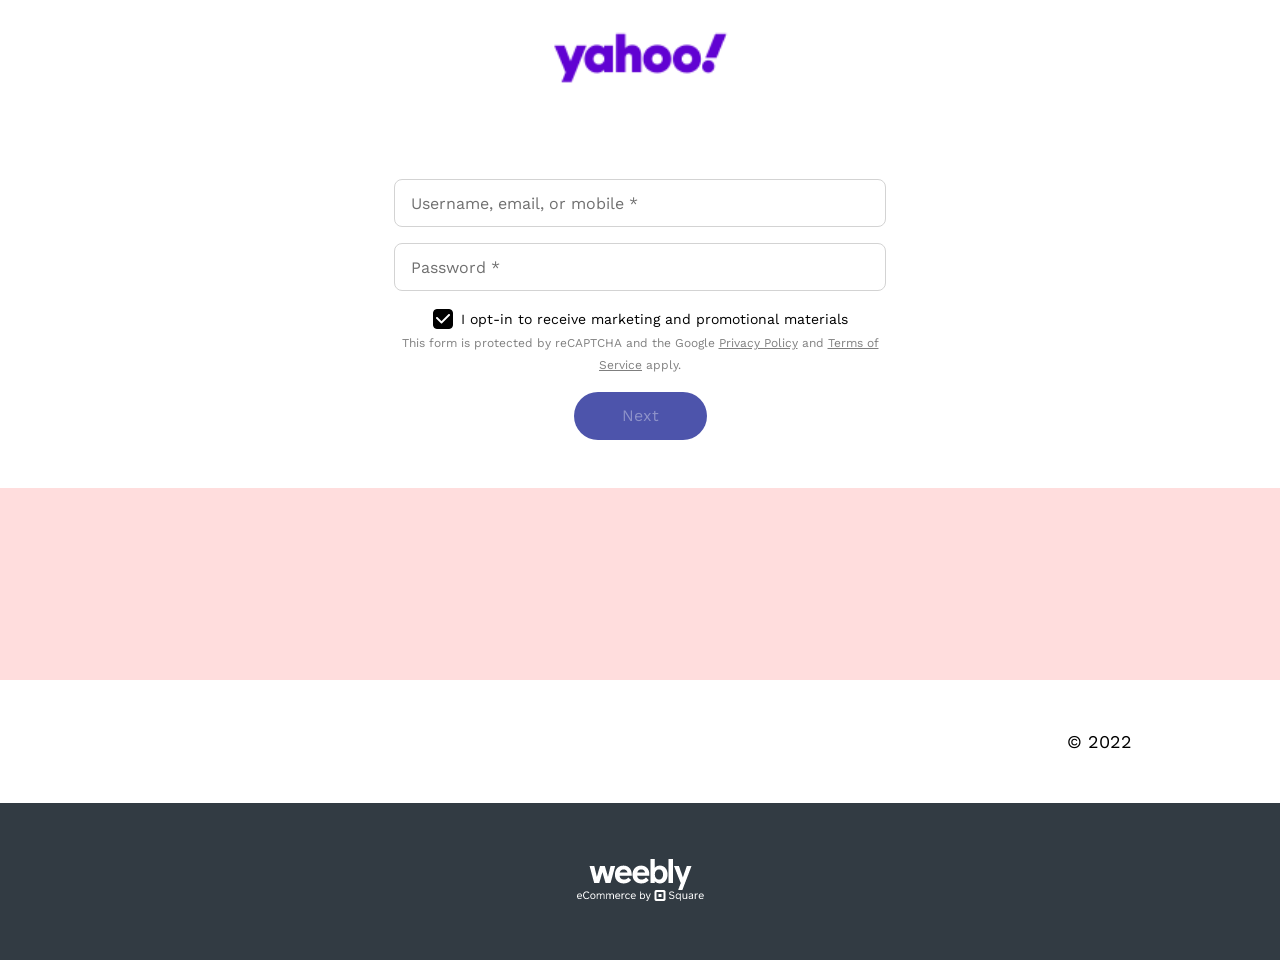 yahoo!
Username, email, or mobile *
Password *
I opt-in to receive marketing and promotional materials
This form is protected by reCAPTCHA and the Google Privacy Policy and Terms of
Service apply.
Next
© 2022
weebly
eCommerce by Square